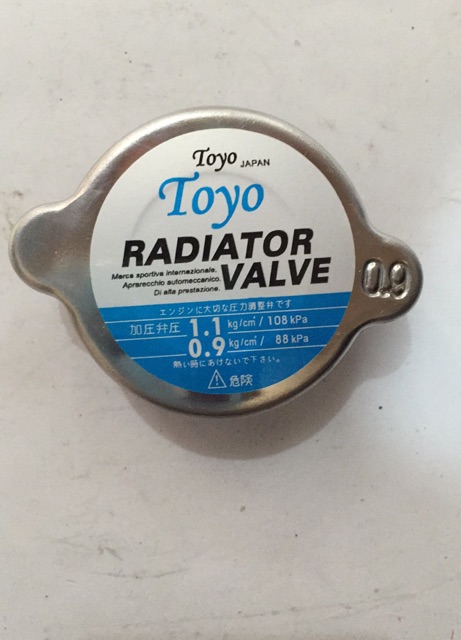 Toyo JAPAN
Toyo
RADIATOR
VALVE
Marca sportiva internazionale.
Aprarecchio automeccanico.
Di alta prestazione.
0.9
エンジンに大切な圧力調整弁です
加圧弁圧 1.1 kg/cm²/ 108 kPa
0.9 kg/cm²/ 88 kPa
熱い時にあけないで下さい。
危険